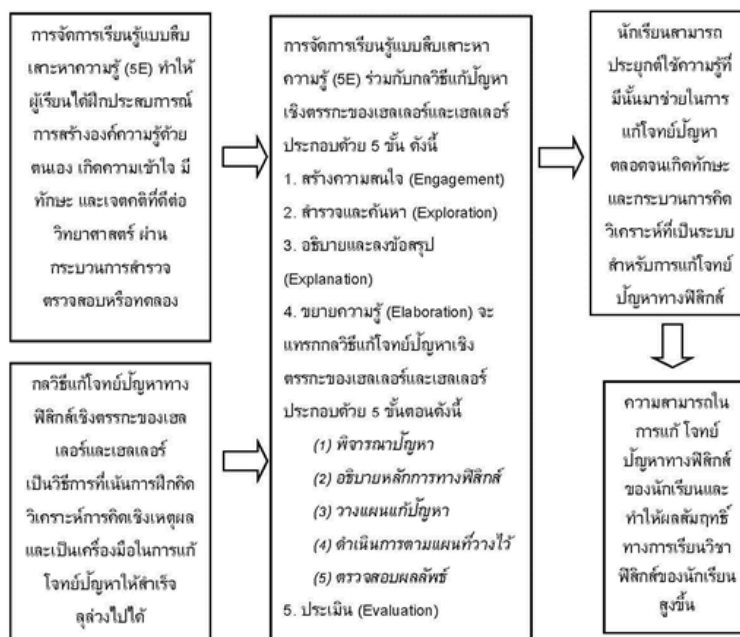 การจัดการเรียนรู้แบบสืบ
เสาะหาความรู้ (5E) ทำให้
ผู้เรียนได้ฝึกประสบการณ์
การสร้างองค์ความรู้ด้วย
ตนเอง เกิดความเข้าใจ มี
ทักษะ และเจตคติที่ดีต่อ
วิทยาศาสตร์ ผ่าน
กระบวนการสำรวจ
ตรวจสอบหรือทดลอง
กลวิธีแก้โจทย์ปัญหาทาง
ฟิสิกส์เชิงตรรกะของเฮล
เลอร์และเฮลเลอร์
เป็นวิธีการที่เน้นการฝึกคิด
วิเคราะห์การคิดเชิงเหตุผล
และเป็นเครื่องมือในการแก้
โจทย์ปัญหาให้สำเร็จ
ลุล่วงไปได้
การจัดการเรียนรู้แบบสืบเสาะหา
ความรู้ (5E) ร่วมกับกลวิธีแก้ปัญหา
เชิงตรรกะของเฮลเลอร์และเฮลเลอร์
ประกอบด้วย 5 ขั้น ดังนี้
1. สร้างความสนใจ (Engagement)
2. สำรวจและค้นหา (Exploration)
3. อธิบายและลงข้อสรุป
(Explanation)
4. ขยายความรู้ (Elaboration) จะ
แทรกกลวิธีแก้โจทย์ปัญหาเชิง
ตรรกะของเฮลเลอร์และเฮลเลอร์
ประกอบด้วย 5 ขั้นตอนดังนี้
(1) พิจารณาปัญหา
(2) อธิบายหลักการทางฟิสิกส์
(3) วางแผนแก้ปัญหา
(4) ดำเนินการตามแผนที่วางไว้
(5) ตรวจสอบผลลัพธ์
5. ประเมิน (Evaluation)
นักเรียนสามารถ
ประยุกต์ใช้ความรู้ที่
มีนั้นมาช่วยในการ
แก้โจทย์ปัญหา
ตลอดจนเกิดทักษะ
และกระบวนการคิด
วิเคราะห์ที่เป็นระบบ
สำหรับการแก้โจทย์
ปัญหาทางฟิสิกส์
ความสามารถใน
การแก้ โจทย์
ปัญหาทางฟิสิกส์
ของนักเรียนและ
ทำให้ผลสัมฤทธิ์
ทางการเรียนวิชา
ฟิสิกส์ของนักเรียน
สูงขึ้น